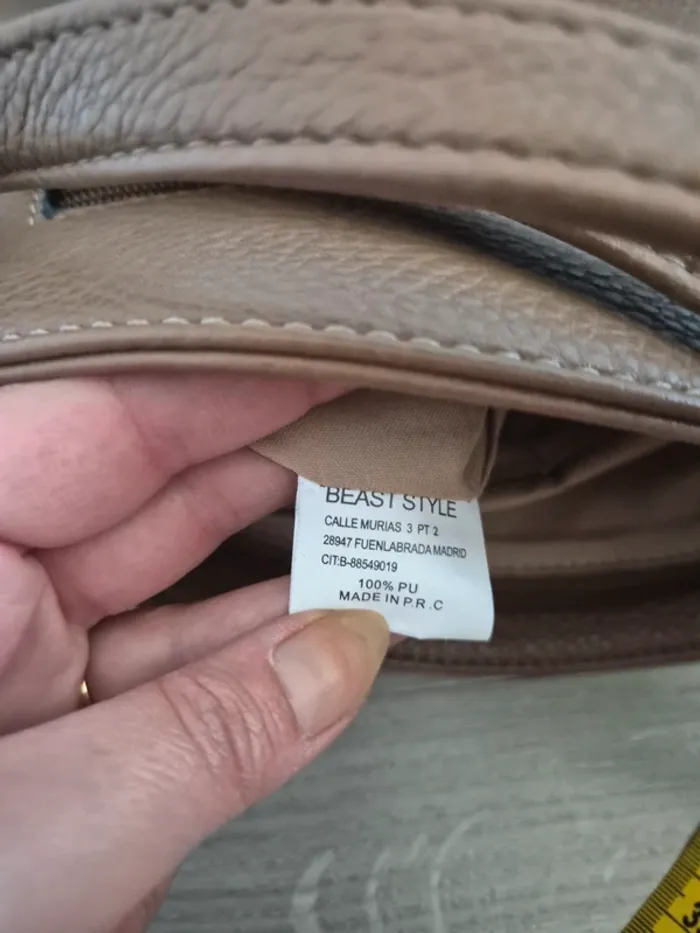 BEAST STYLE
CALLE MURIAS 3 PT 2
28947 FUENLABRADA MADRID
CIT:B-88549019
100% PU
MADE IN P.R.C